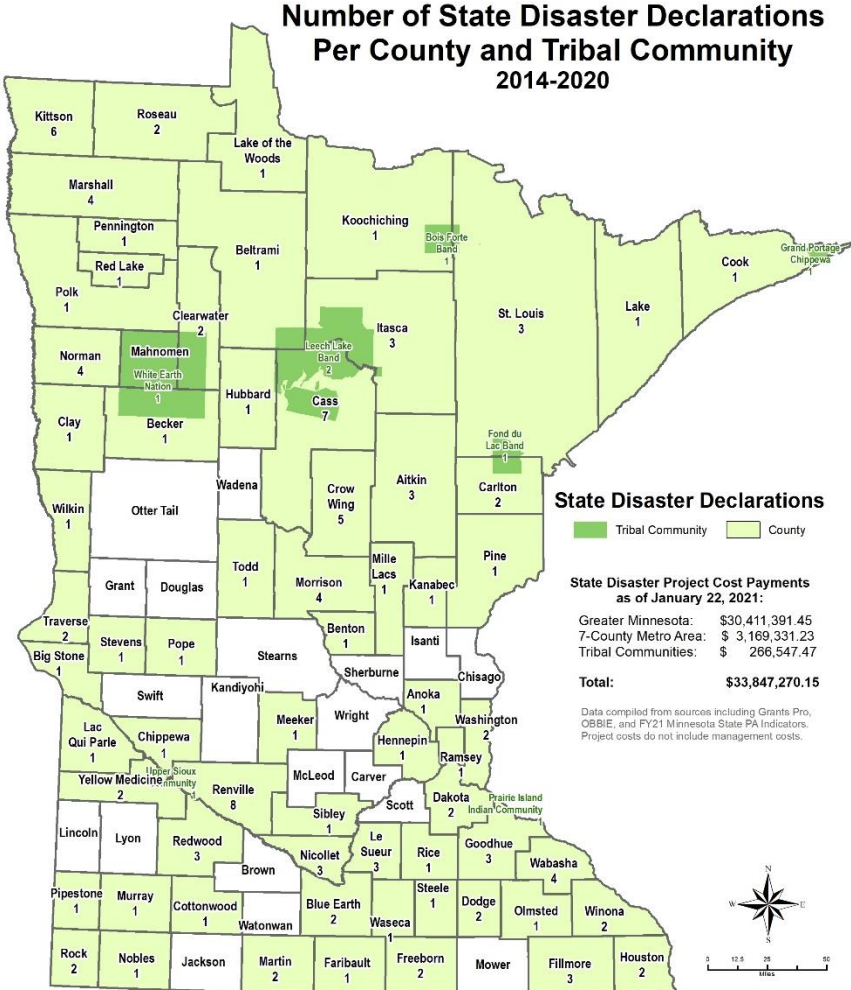 Number of State Disaster Declarations
Per County and Tribal Community
2014-2020
Kittson
6
Roseau
2
Lake of the
Woods
1
Marshall
4
Koochiching
1
Bois Forte
Band
1
Pennington
1
Red Lake
1
Beltrami
1
Polk
1
Clearwater
2
St. Louis
3
Lake
1
Cook
1
Grand Portage
Chippewa
1
Itasca
3
Norman
4
Mahnomen
White Earth
Nation
1
Leech Lake
Band
2
Hubbard
1
Cass
7
Clay
1
Becker
1
Fond du
Lac Band
1
Wadena
Crow
Wing
5
Aitkin
3
Carlton
2
Wilkin
1
Otter Tail
Todd
1
Morrison
4
Mille
Lacs
1
Kanabec
1
Pine
1
Grant
Douglas
Traverse
2
Stevens
1
Pope
1
Benton
1
Isanti
Big Stone
1
Stearns
Sherburne
Chisago
Swift
Kandiyohi
Anoka
1
Meeker
1
Wright
Washington
2
Lac
Qui Parle
1
Chippewa
1
Hennepin
1
Ramsey
1
Yellow Medicine
2
Upper Sioux
1
Renville
8
McLeod
Carver
Scott
Dakota
2
Prairie Island
Indian Community
Sibley
1
Lincoln
Lyon
Redwood
3
Nicollet
3
Le
Sueur
3
Rice
1
Goodhue
3
Wabasha
4
Brown
Pipestone
1
Murray
1
Cottonwood
1
Watonwan
Blue Earth
2
Waseca
1
Steele
1
Dodge
2
Olmsted
1
Winona
2
Rock
2
Nobles
1
Jackson
Martin
2
Faribault
1
Freeborn
2
Mower
Fillmore
3
Houston
2
State Disaster Declarations
Tribal Community County
State Disaster Project Cost Payments
as of January 22, 2021:
Greater Minnesota: $30,411,391.45
7-County Metro Area: $ 3,169,331.23
Tribal Communities: $ 266,547.47
Total: $33,847,270.15
Data compiled from sources including Grants Pro,
OBBIE, and FY21 Minnesota State PA Indicators.
Project costs do not include management costs.
N
W E
S
0 12.5 25 50
Miles